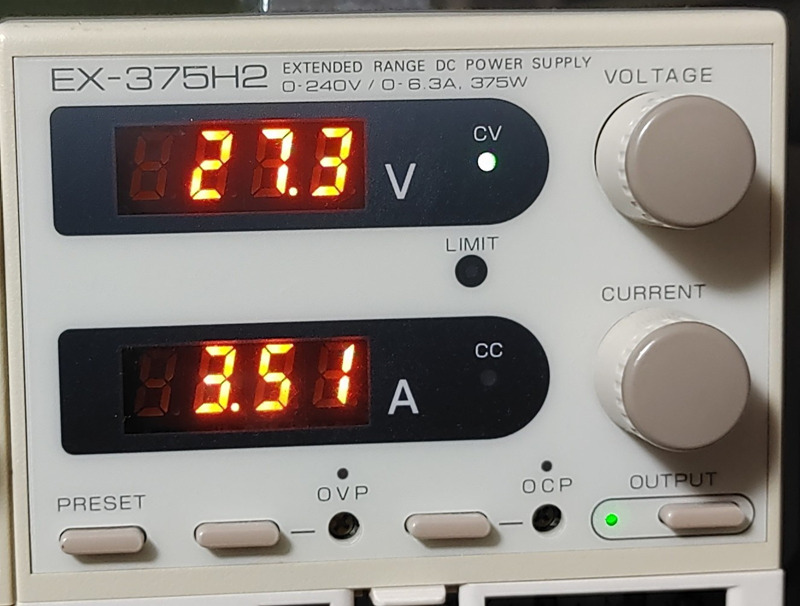 EX-375H2 EXTENDED RANGE DC POWER SUPPLY
0-240V / 0-6.3A, 375W
VOLTAGE
27.3 V
CV
LIMIT
CURRENT
3.51 A
CC
PRESET
OVP
OCP
OUTPUT